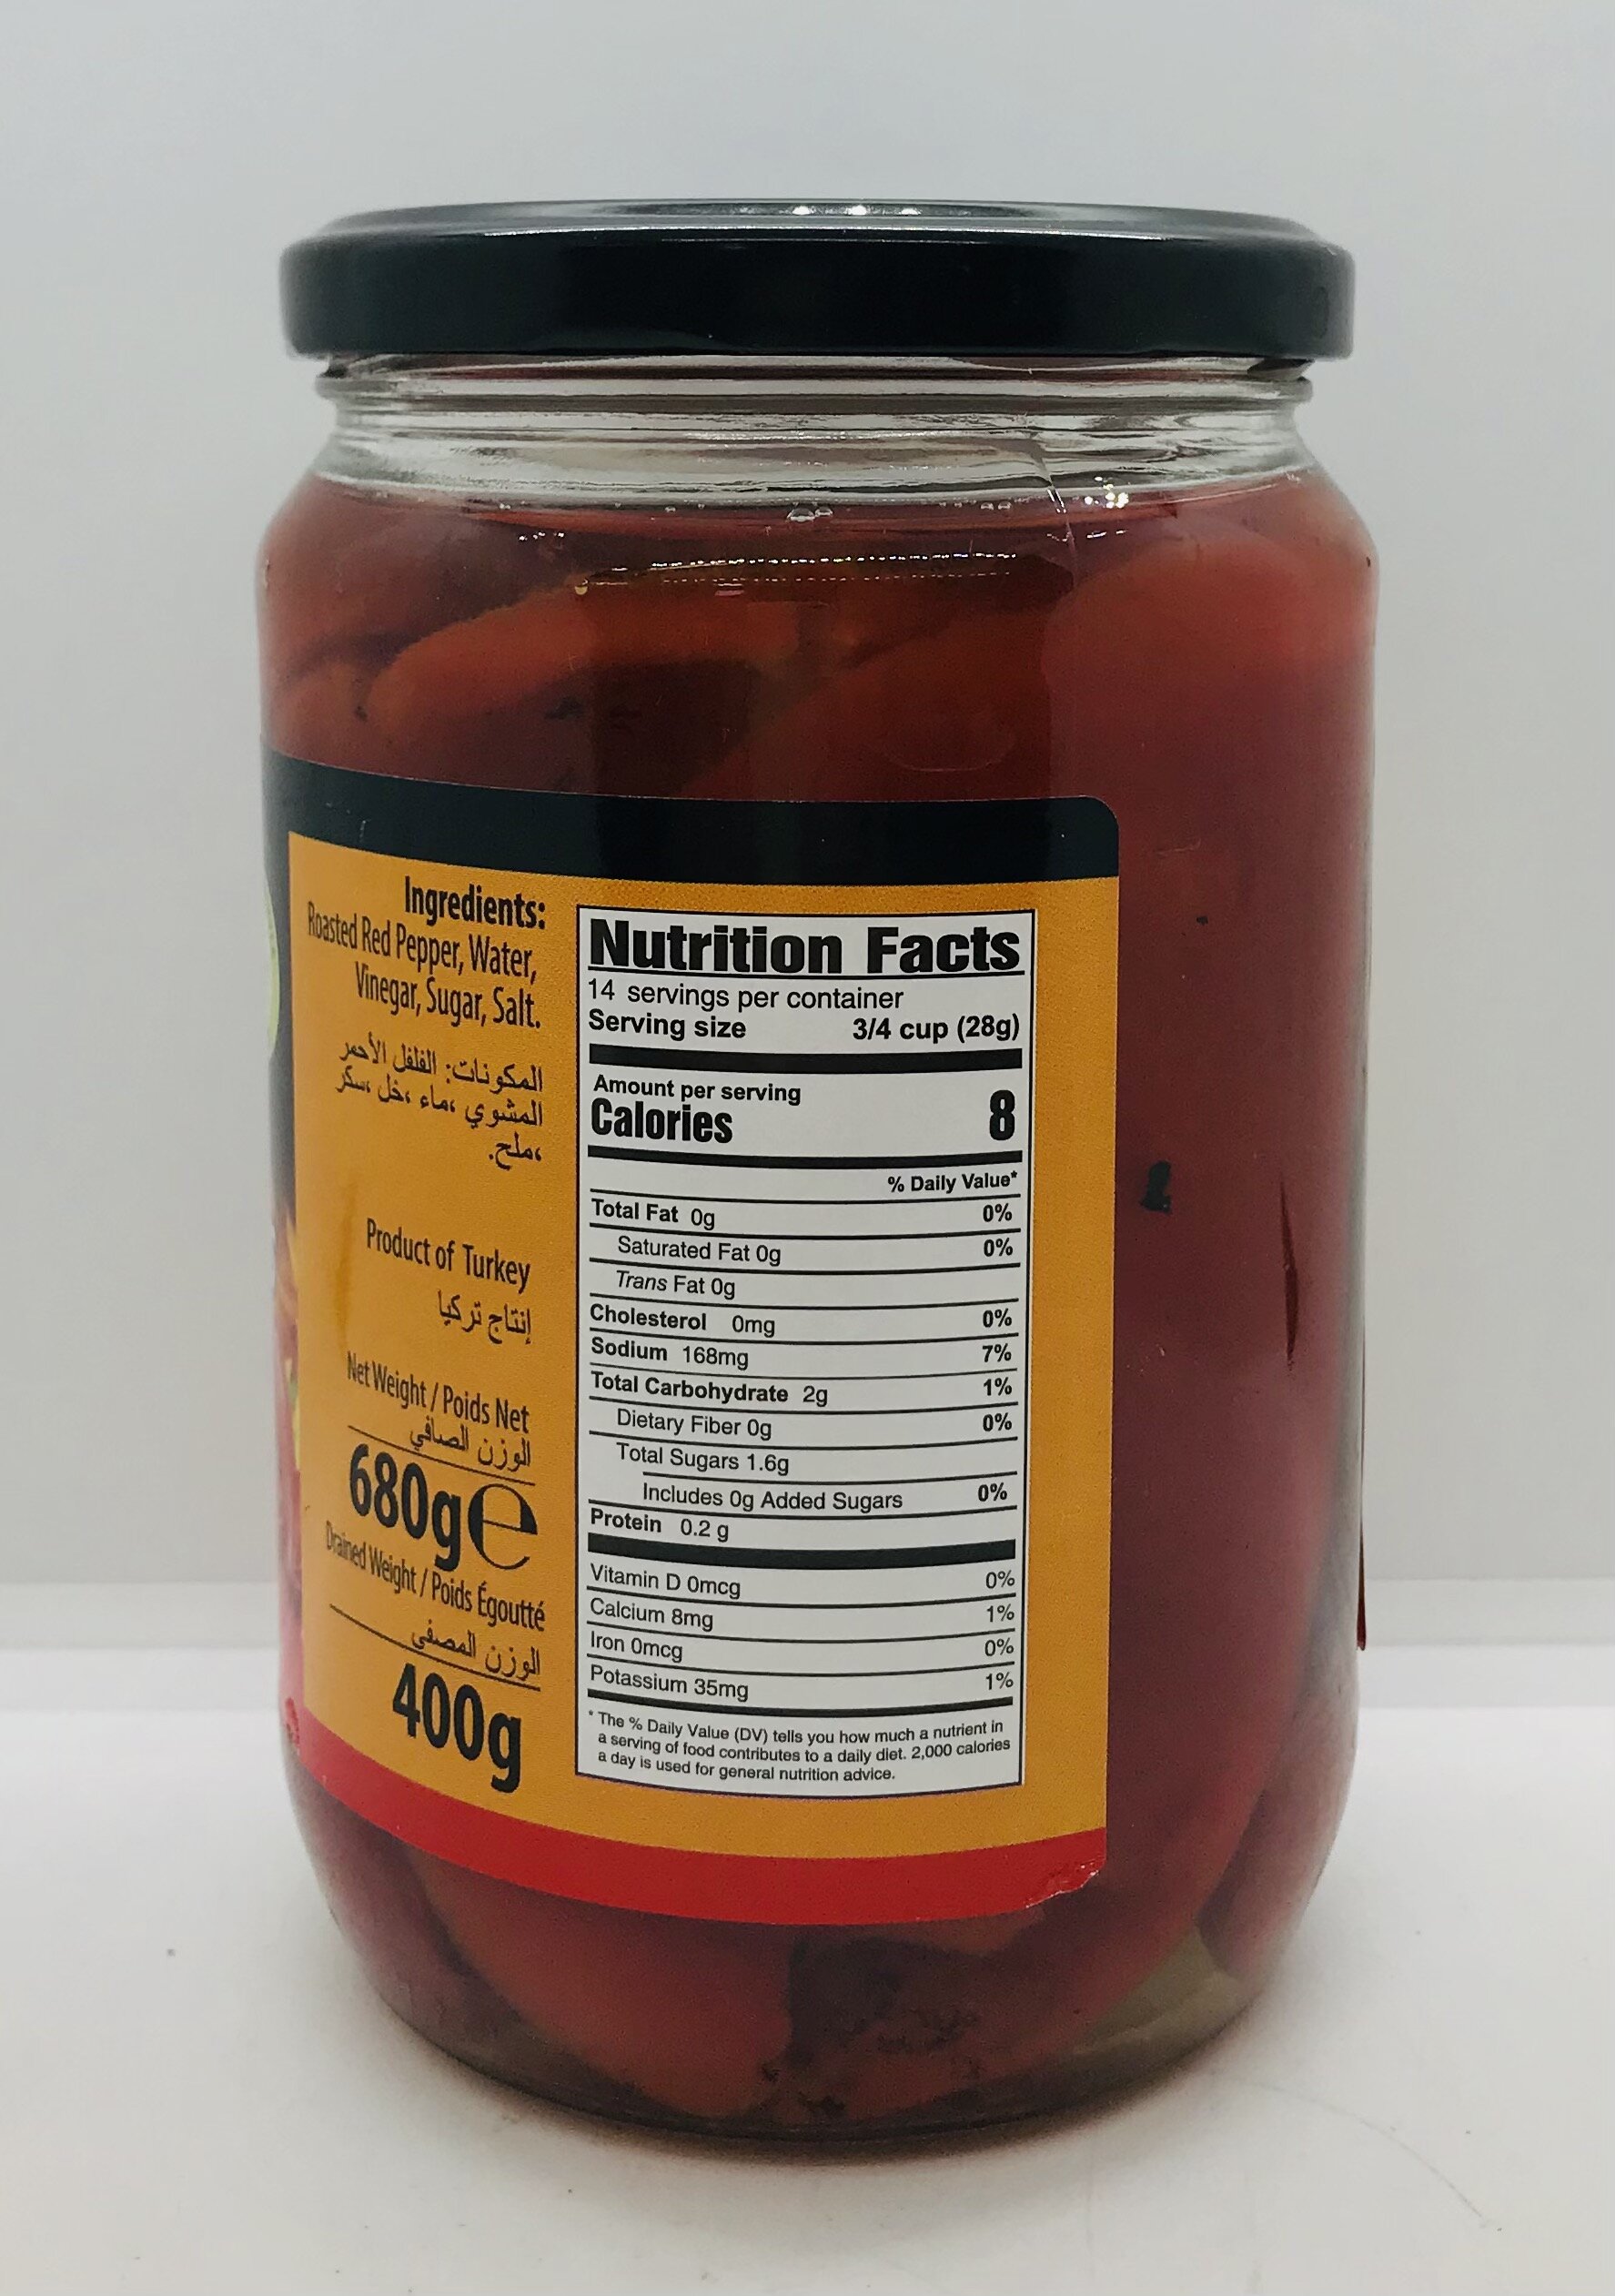 Ingredients:
Roasted Red Pepper, Water,
Vinegar, Sugar, Salt.
المكونات: الفلفل الأحمر
المشوي ،ماء ،خل ،سكر
،ملح.
Product of Turkey
إنتاج تركيا
Net Weight / Poids Net
الوزن الصافي
680g℮
Drained Weight / Poids Égoutté
الوزن المصفى
400g
Nutrition Facts
14 servings per container
Serving size 3/4 cup (28g)
Amount per serving
Calories 8
% Daily Value*
Total Fat 0g 0%
Saturated Fat 0g 0%
Trans Fat 0g
Cholesterol 0mg 0%
Sodium 168mg 7%
Total Carbohydrate 2g 1%
Dietary Fiber 0g 0%
Total Sugars 1.6g
Includes 0g Added Sugars 0%
Protein 0.2 g
Vitamin D 0mcg 0%
Calcium 8mg 1%
Iron 0mcg 0%
Potassium 35mg 1%
* The % Daily Value (DV) tells you how much a nutrient in
a serving of food contributes to a daily diet. 2,000 calories
a day is used for general nutrition advice.